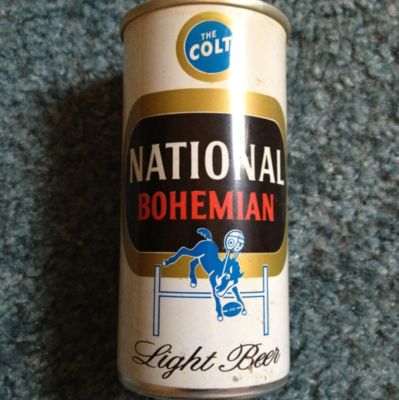 THE
COLT
NATIONAL
BOHEMIAN
Light Beer